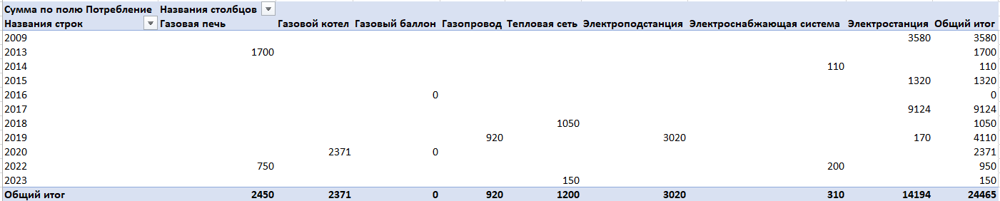 Сумма по полю Потребление Названия столбцов
Названия строк Газовая печь Газовой котел Газовый баллон Газопровод Тепловая сеть Электроподстанция Электроснабжающая система Электростанция Общий итог
2009 3580 3580
2013 1700 1700
2014 110 110
2015 1320 1320
2016 0 0
2017 9124 9124
2018 1050 1050
2019 920 3020 170 4110
2020 2371 0 2371
2022 750 200 950
2023 150 150
Общий итог 2450 2371 0 920 1200 3020 310 14194 24465